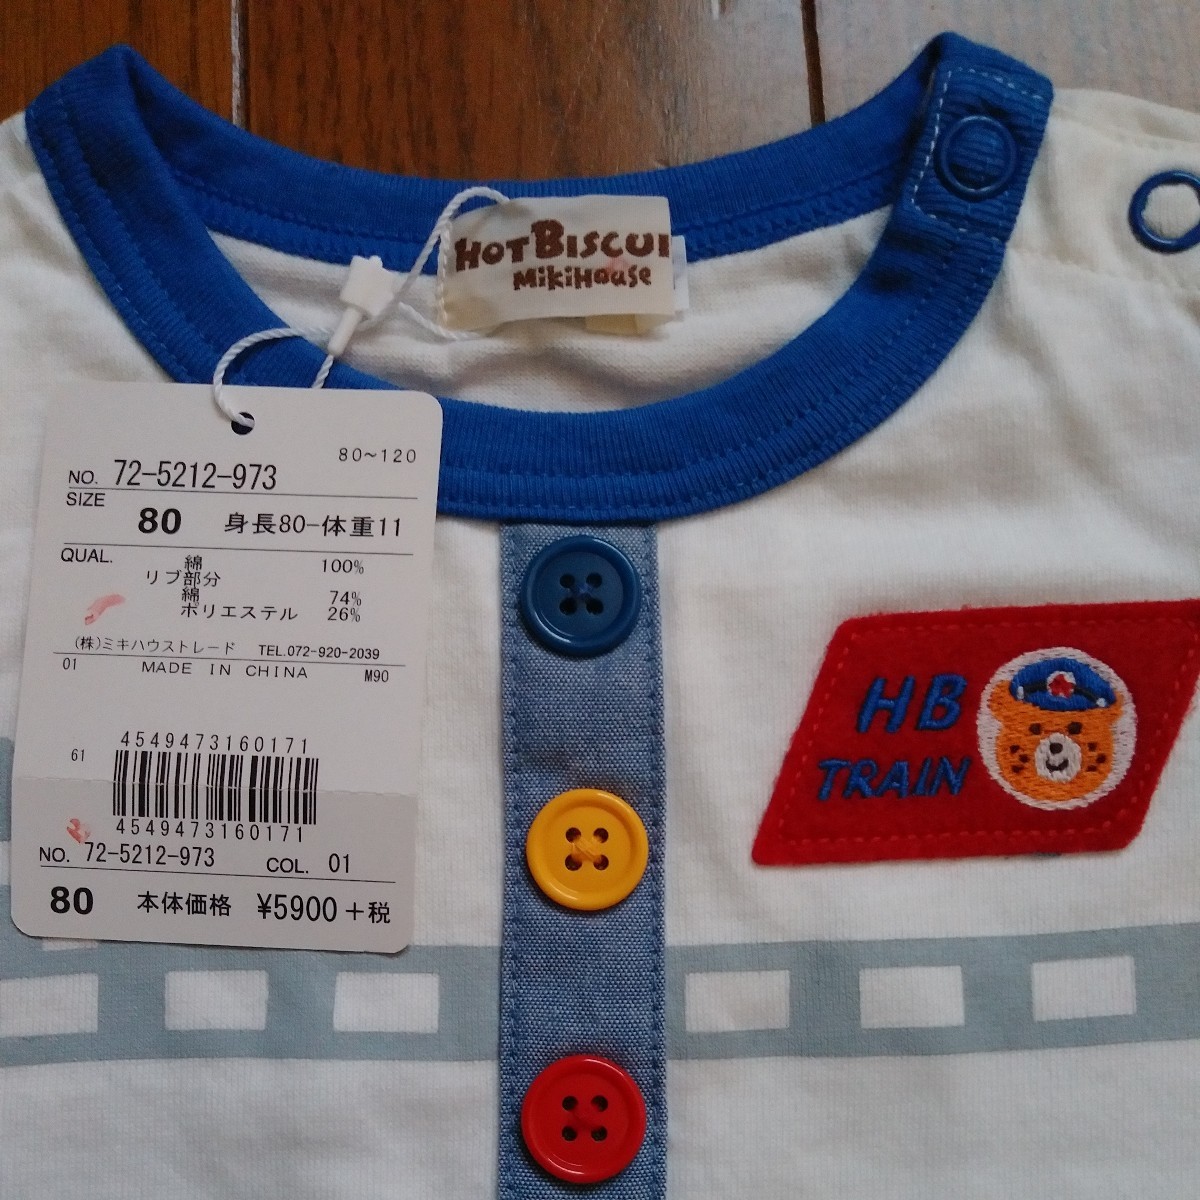 HOT BISCUI
MIKIHOUSE
80~120
NO. 72-5212-973
SIZE
80 身長80-体重11
QUAL. 綿 100%
リブ部分
綿 74%
ポリエステル 26%
(株)ミキハウストレード TEL.072-920-2039
01 MADE IN CHINA M90
4549473160171
61
4549473160171
NO. 72-5212-973 COL. 01
80 本体価格 ¥5900+税
HB
TRAIN